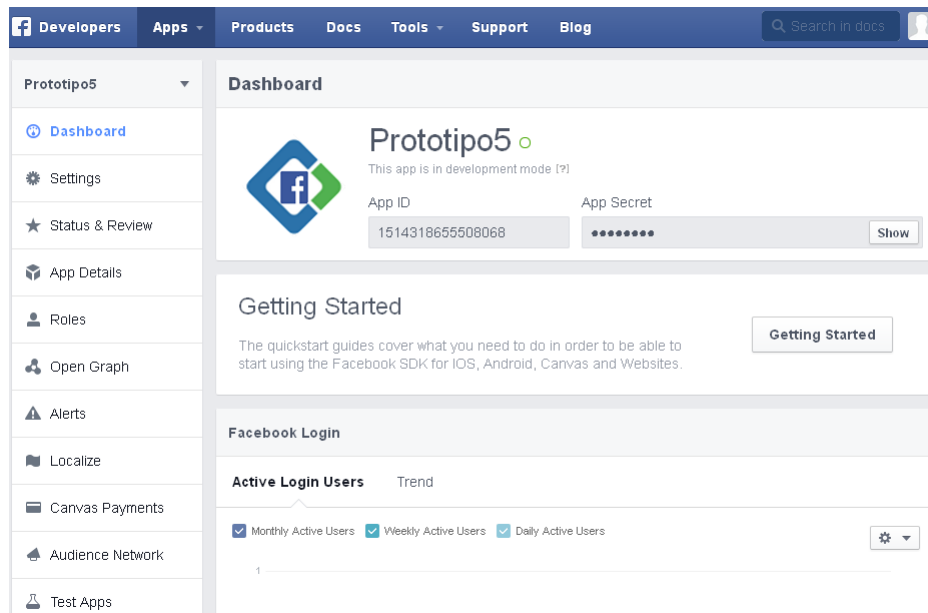 Developers Apps Products Docs Tools Support Blog Search in docs
Prototipo5
Dashboard
Settings
Status & Review
App Details
Roles
Open Graph
Alerts
Localize
Canvas Payments
Audience Network
Test Apps
Dashboard
Prototipo5
This app is in development mode [?]
App ID App Secret
1514318655508068 •••••••• Show
Getting Started
The quickstart guides cover what you need to do in order to be able to
start using the Facebook SDK for IOS, Android, Canvas and Websites.
Getting Started
Facebook Login
Active Login Users Trend
Monthly Active Users Weekly Active Users Daily Active Users
1